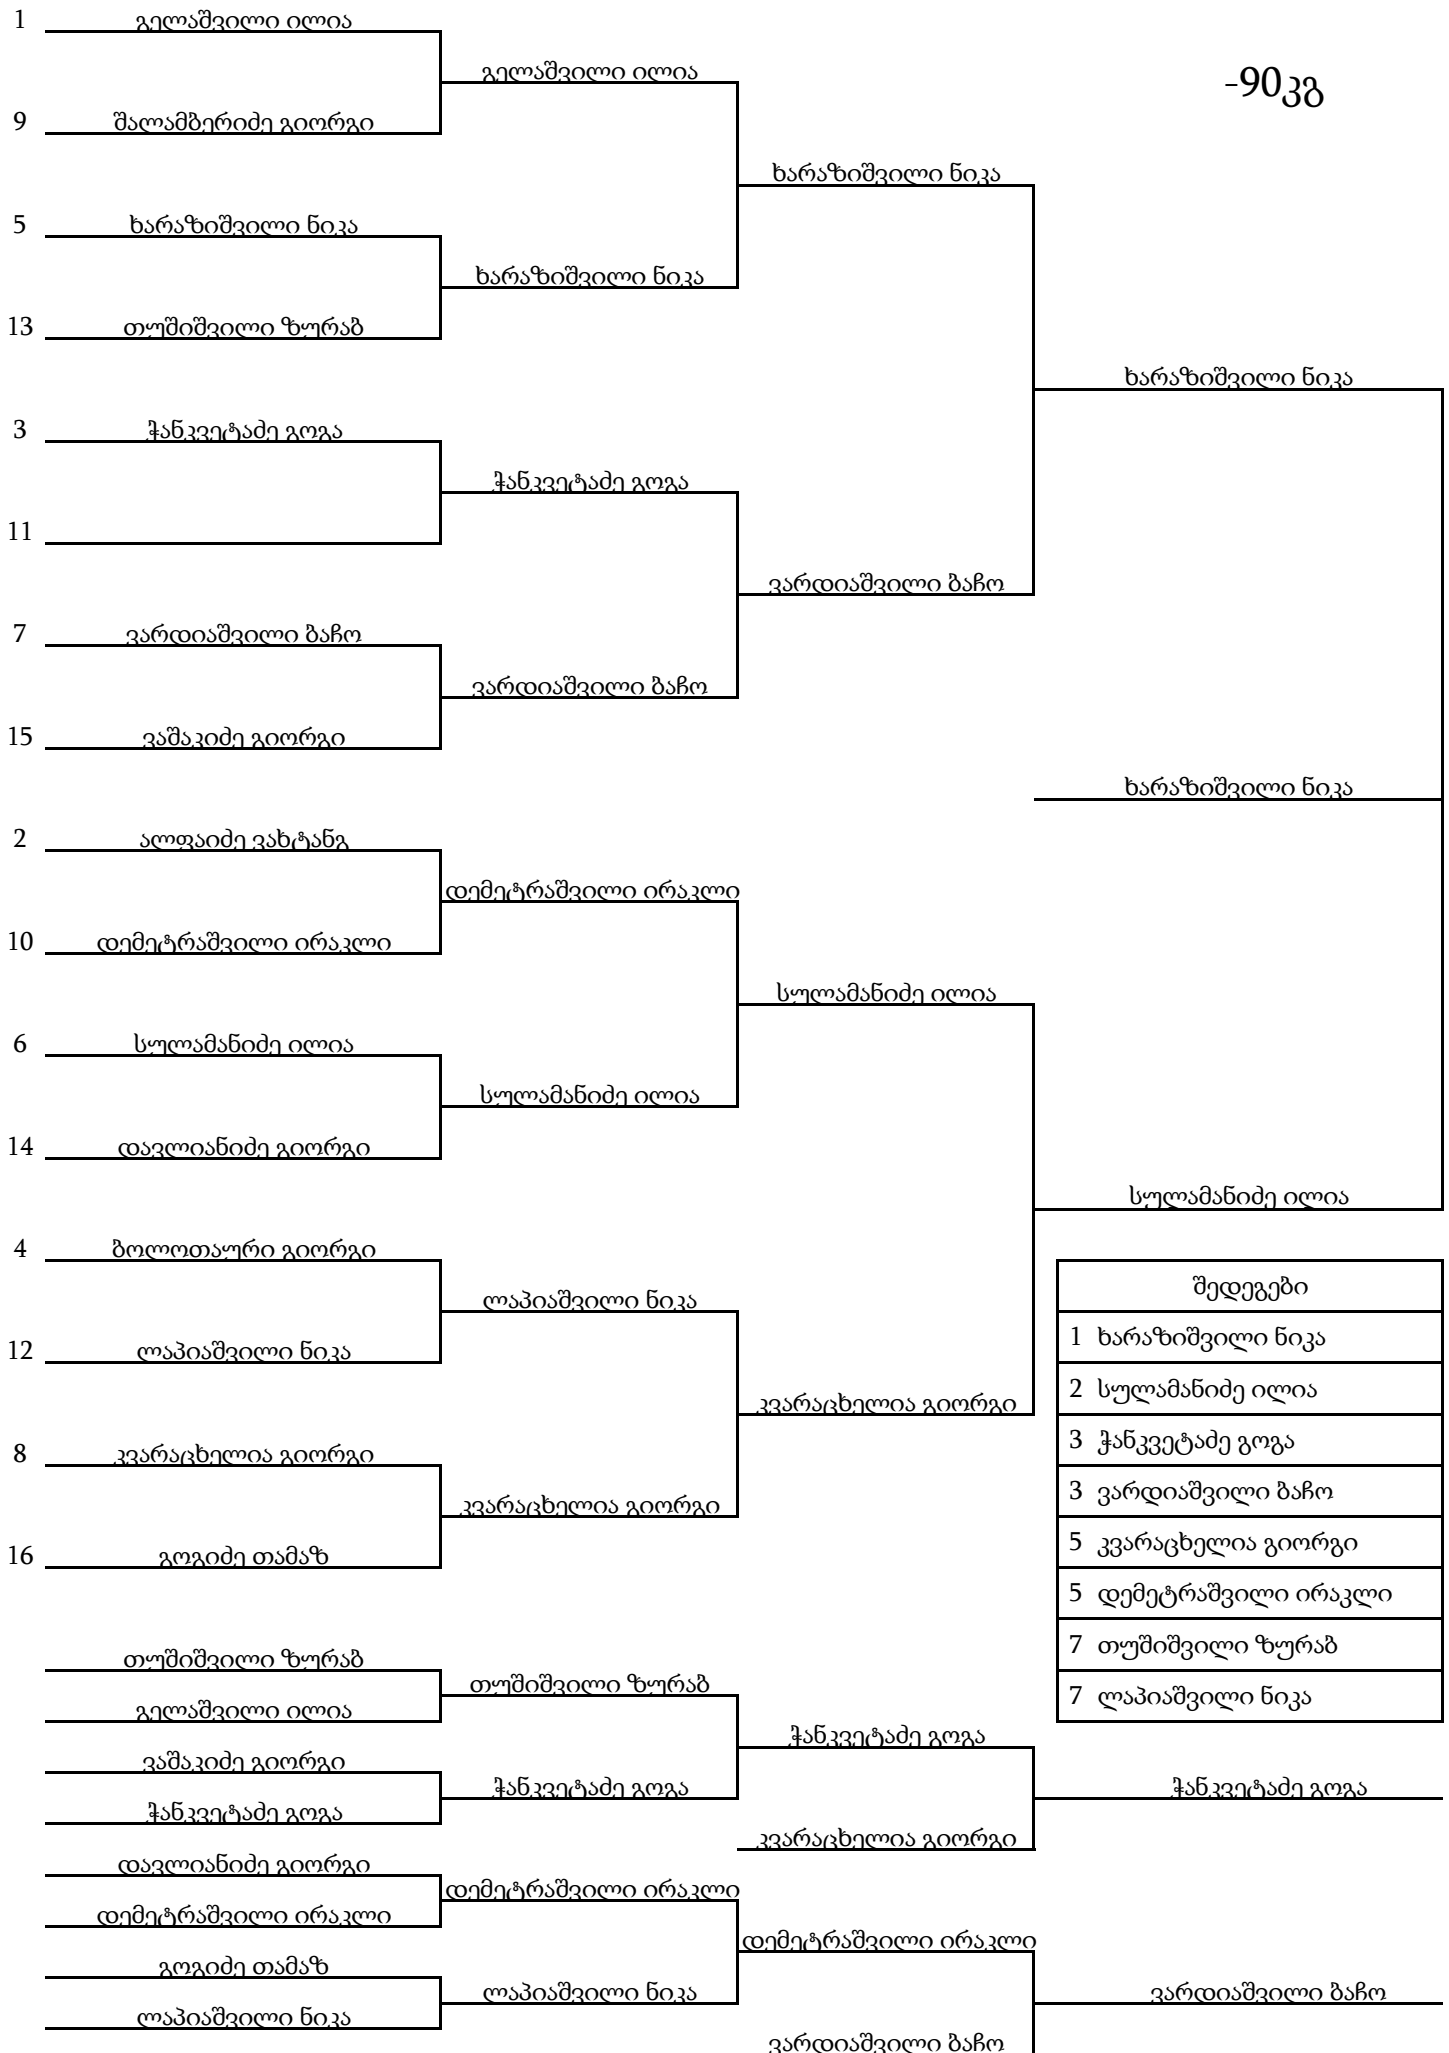 1 გელაშვილი ილია
გელაშვილი ილია
-90კგ
9 შალამბერიძე გიორგი
ხარაზიშვილი ნიკა
5 ხარაზიშვილი ნიკა
ხარაზიშვილი ნიკა
13 თუშიშვილი ზურაბ
ხარაზიშვილი ნიკა
3 ჭანკვეტაძე გოგა
ჭანკვეტაძე გოგა
11
ვარდიაშვილი ბაჩო
7 ვარდიაშვილი ბაჩო
ვარდიაშვილი ბაჩო
15 ვაშაკიძე გიორგი
ხარაზიშვილი ნიკა
2 ალფაიძე ვახტანგ
დემეტრაშვილი ირაკლი
10 დემეტრაშვილი ირაკლი
სულამანიძე ილია
6 სულამანიძე ილია
სულამანიძე ილია
14 დავლიანიძე გიორგი
სულამანიძე ილია
4 ბოლოთაური გიორგი
შედეგები
ლაპიაშვილი ნიკა
1 ხარაზიშვილი ნიკა
12 ლაპიაშვილი ნიკა
2 სულამანიძე ილია
კვარაცხელია გიორგი
3 ჭანკვეტაძე გოგა
8 კვარაცხელია გიორგი
3 ვარდიაშვილი ბაჩო
კვარაცხელია გიორგი
5 კვარაცხელია გიორგი
16 გოგიძე თამაზ
5 დემეტრაშვილი ირაკლი
7 თუშიშვილი ზურაბ
თუშიშვილი ზურაბ
თუშიშვილი ზურაბ
7 ლაპიაშვილი ნიკა
გელაშვილი ილია
ჭანკვეტაძე გოგა
ვაშაკიძე გიორგი
ჭანკვეტაძე გოგა
ჭანკვეტაძე გოგა
ჭანკვეტაძე გოგა
კვარაცხელია გიორგი
დავლიანიძე გიორგი
დემეტრაშვილი ირაკლი
დემეტრაშვილი ირაკლი
დემეტრაშვილი ირაკლი
გოგიძე თამაზ
ლაპიაშვილი ნიკა
ვარდიაშვილი ბაჩო
ლაპიაშვილი ნიკა
ვარდიაშვილი ბაჩო